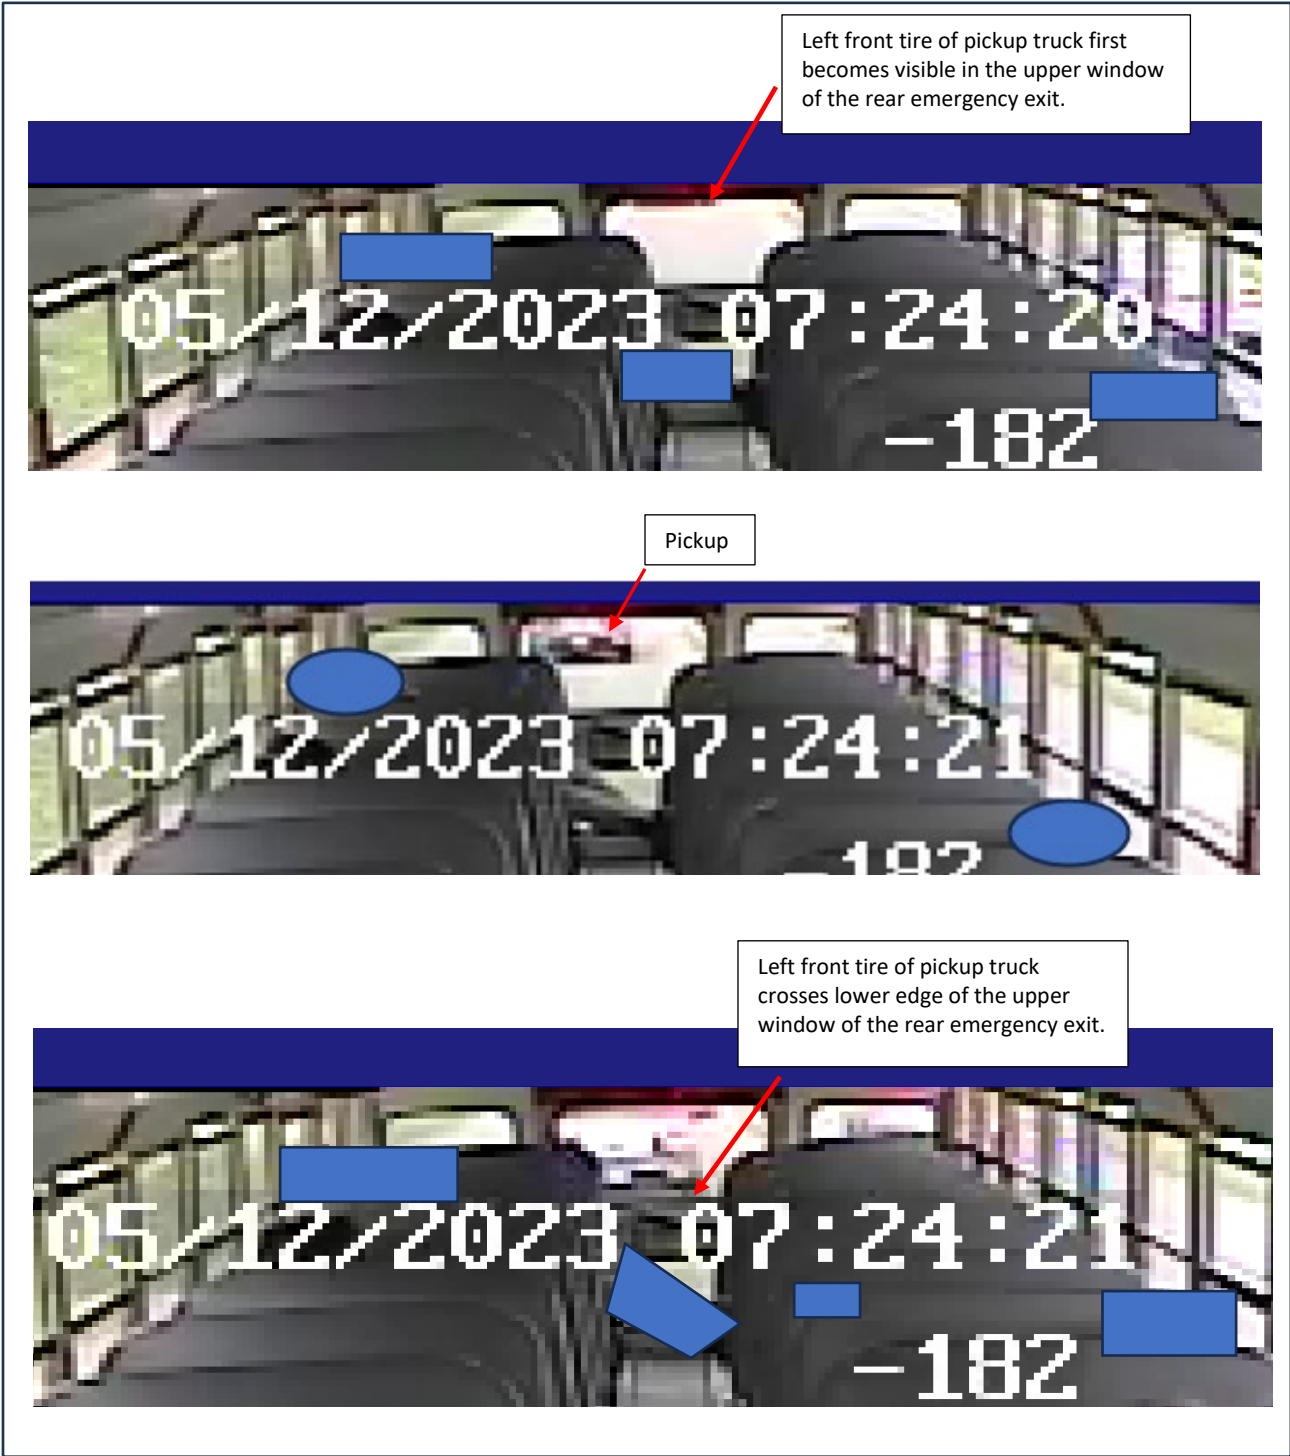 Left front tire of pickup truck first
becomes visible in the upper window
of the rear emergency exit.
05/12/2023 07:24:20
-182
Pickup
05/12/2023 07:24:21
-182
Left front tire of pickup truck
crosses lower edge of the upper
window of the rear emergency exit.
05/12/2023 07:24:21
-182